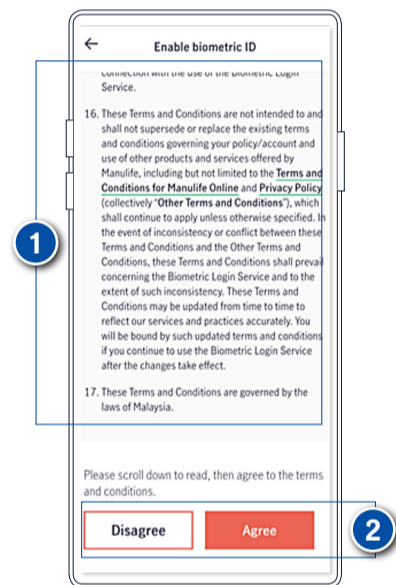 Enable biometric ID
connection with the use of the Biometric Login
Service.
16. These Terms and Conditions are not intended to and
shall not supersede or replace the existing terms
and conditions governing your policy/account and
use of other products and services offered by
Manulife, including but not limited to the Terms and
Conditions for Manulife Online and Privacy Policy
(collectively "Other Terms and Conditions"), which
shall continue to apply unless otherwise specified. In
the event of inconsistency or conflict between these
Terms and Conditions and the Other Terms and
Conditions, these Terms and Conditions shall prevail
concerning the Biometric Login Service and to the
extent of such inconsistency. These Terms and
Conditions may be updated from time to time to
reflect our services and practices accurately. You
will be bound by such updated terms and conditions
if you continue to use the Biometric Login Service
after the changes take effect.
17. These Terms and Conditions are governed by the
laws of Malaysia.
1
Please scroll down to read, then agree to the terms
and conditions.
Disagree Agree
2